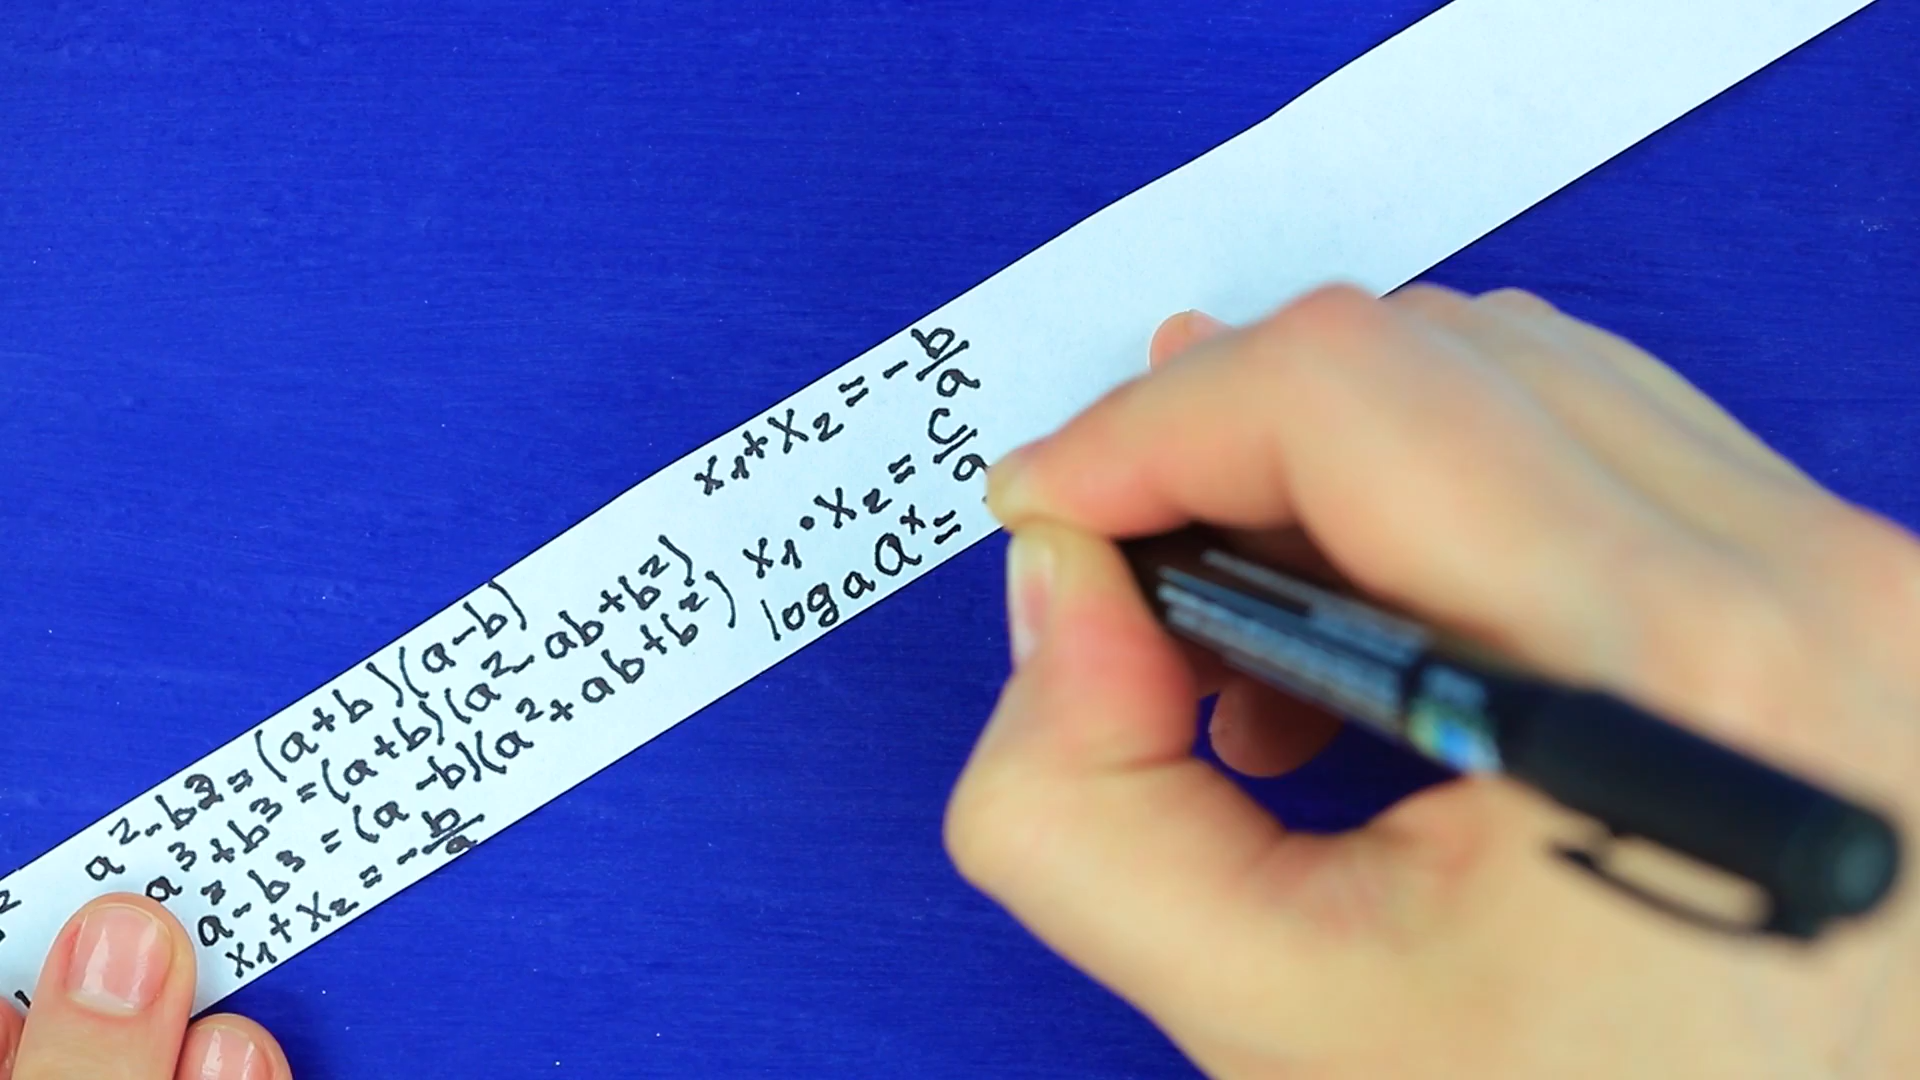 a²-b2=(a+b)(a-b)
a³+b³=(a+b)(a²-ab+b²)
a³-b³=(a-b)(a²+ab+b²)
x₁+x₂=-b/a
x₁+x₂=-b/a
x₁•x₂=c/a
logₐaˣ=